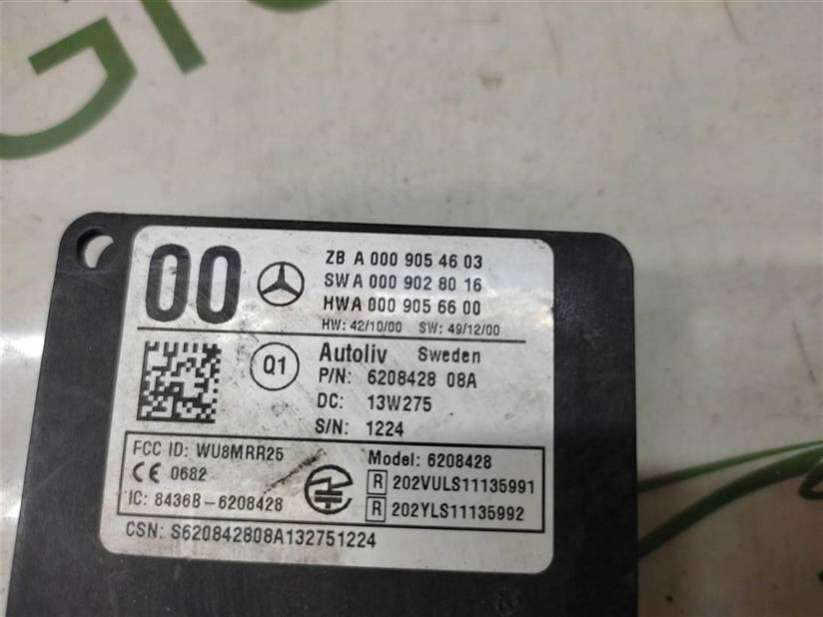 00
ZB A 000 905 46 03
SW A 000 902 80 16
HW A 000 905 66 00
HW: 42/10/00 SW: 49/12/00
Q1
Autoliv Sweden
P/N: 6208428 08A
DC: 13W275
S/N: 1224
FCC ID: WU8MRR25
CE 0682
IC: 8436B-6208428
Model: 6208428
R 202VULS11135991
R 202YLS11135992
CSN: S620842808A132751224